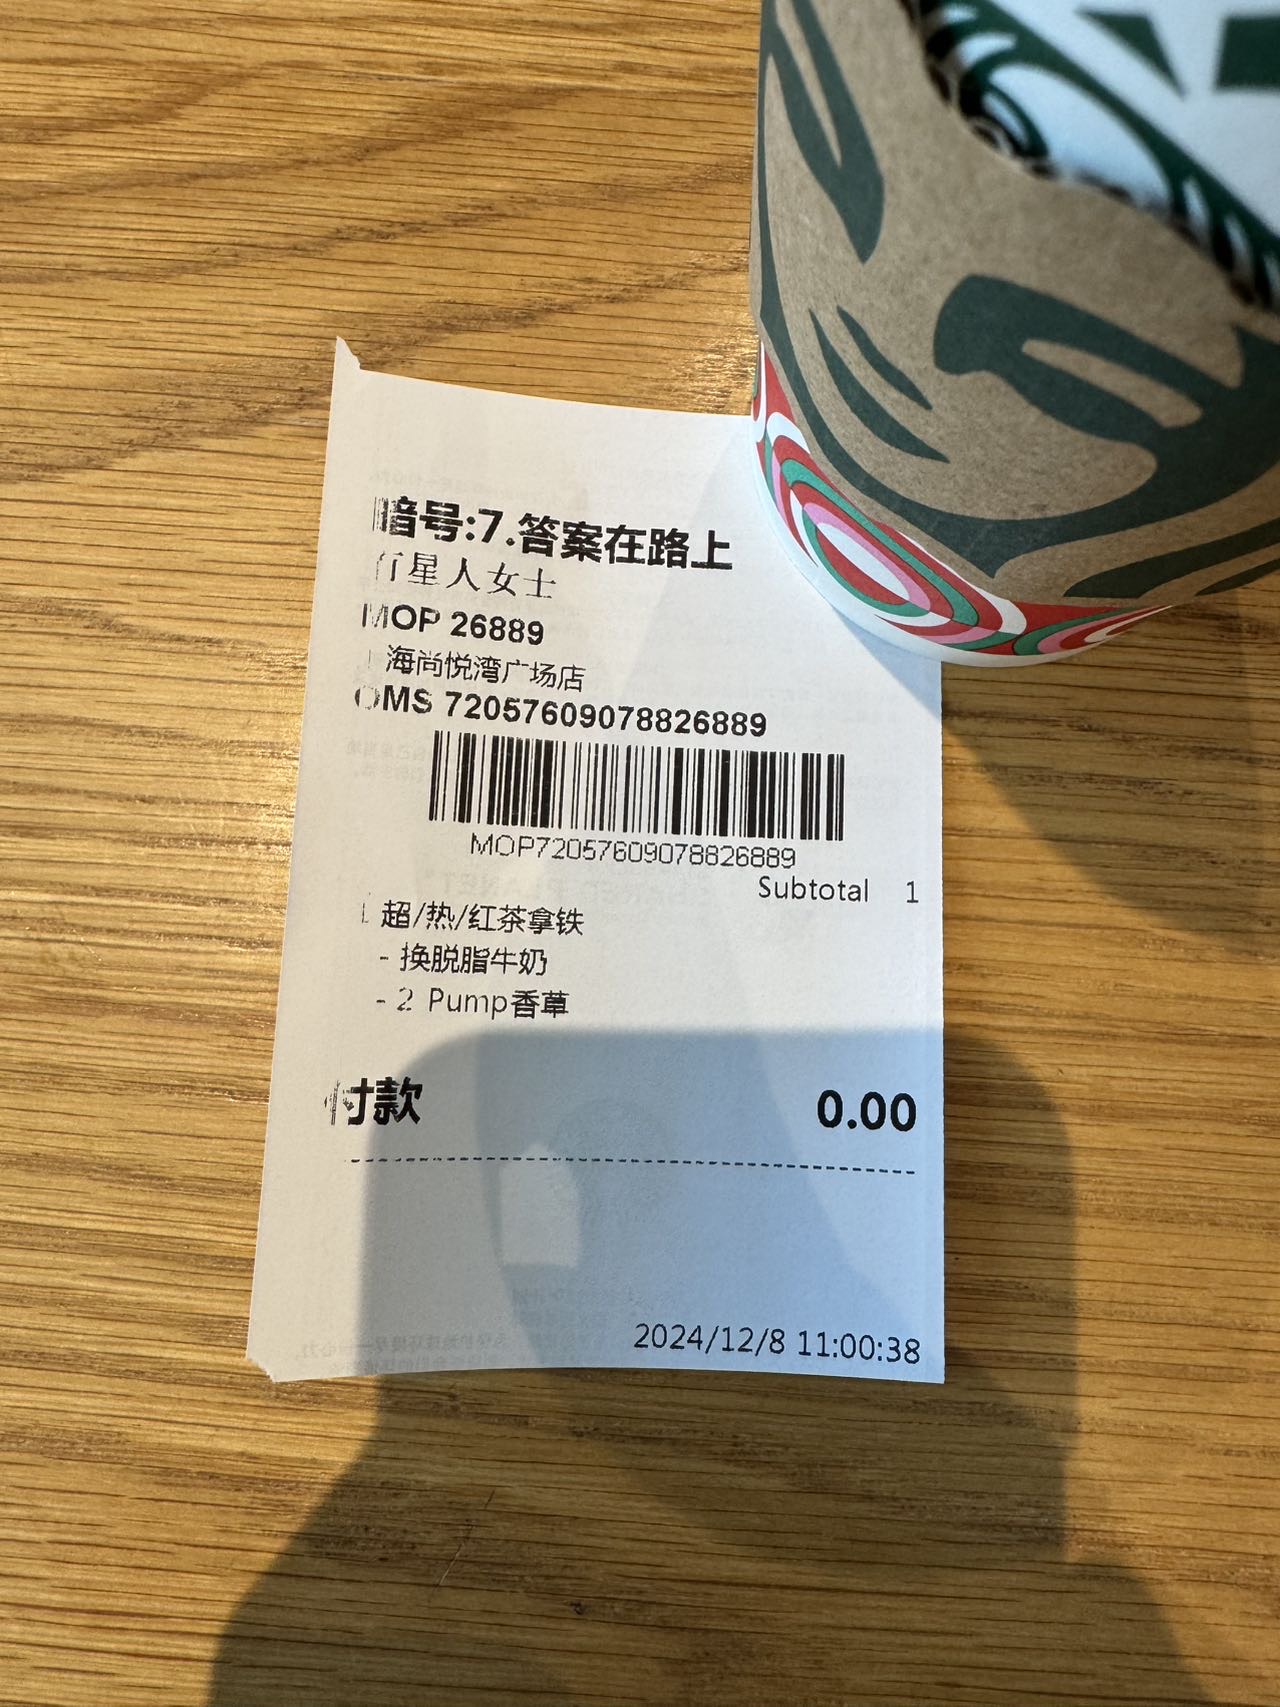 暗号:7.答案在路上
星人女士
MOP 26889
海尚悦湾广场店
OMS 72057609078826889
MOP72057609078826889
Subtotal 1
1 超/热/红茶拿铁
- 换脱脂牛奶
- 2 Pump香草
付款 0.00
2024/12/8 11:00:38